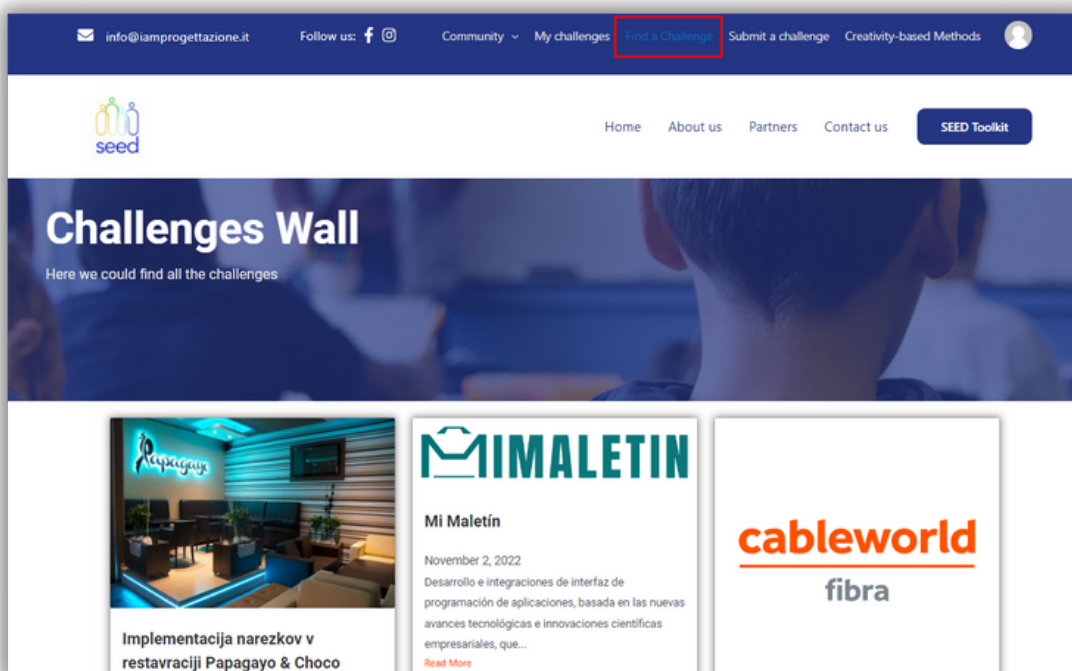 info@iamprogettazione.it Follow us: Community My challenges Find a Challenge Submit a challenge Creativity-based Methods
seed
Home About us Partners Contact us SEED Toolkit
Challenges Wall
Here we could find all the challenges
Papagayo
Implementacija narezkov v
restavraciji Papagayo & Choco
MIMALETIN
Mi Maletín
November 2, 2022
Desarrollo e integraciones de interfaz de
programación de aplicaciones, basada en las nuevas
avances tecnológicas e innovaciones científicas
empresariales, que...
Read More
cableworld
fibra